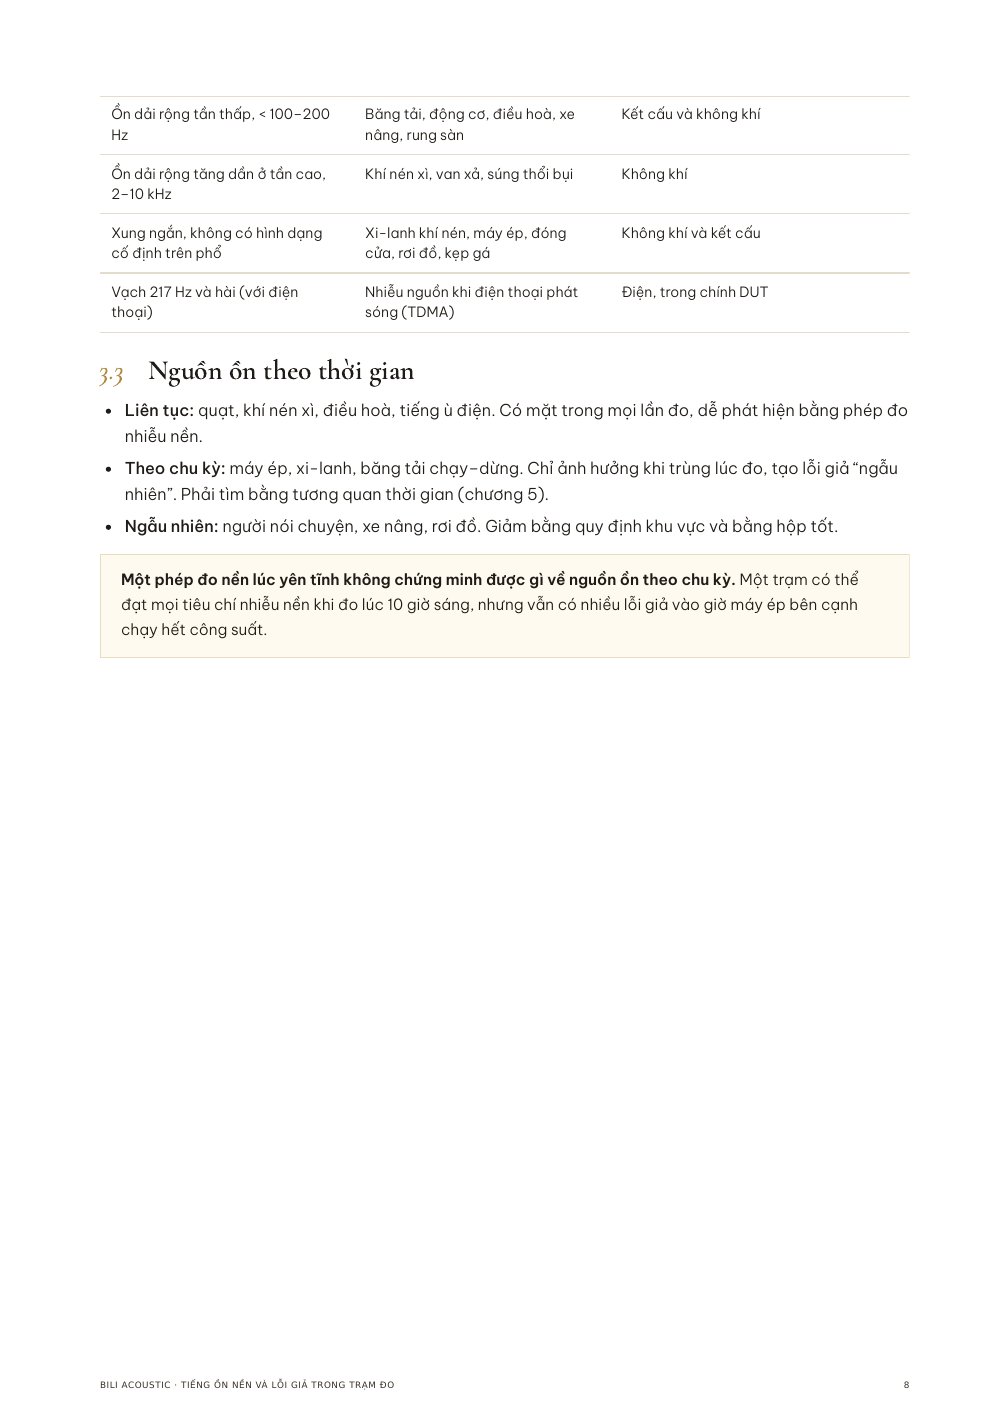 Ồn dải rộng tần thấp, < 100–200 Băng tải, động cơ, điều hoà, xe Kết cấu và không khí
Hz nâng, rung sàn
Ồn dải rộng tăng dần ở tần cao, Khí nén xì, van xả, súng thổi bụi Không khí
2–10 kHz
Xung ngắn, không có hình dạng Xi-lanh khí nén, máy ép, đóng Không khí và kết cấu
cố định trên phổ cửa, rơi đồ, kẹp gá
Vạch 217 Hz và hài (với điện Nhiễu nguồn khi điện thoại phát Điện, trong chính DUT
thoại) sóng (TDMA)
3.3 Nguồn ồn theo thời gian
• Liên tục: quạt, khí nén xì, điều hoà, tiếng ù điện. Có mặt trong mọi lần đo, dễ phát hiện bằng phép đo
nhiễu nền.
• Theo chu kỳ: máy ép, xi-lanh, băng tải chạy–dừng. Chỉ ảnh hưởng khi trùng lúc đo, tạo lỗi giả “ngẫu
nhiên”. Phải tìm bằng tương quan thời gian (chương 5).
• Ngẫu nhiên: người nói chuyện, xe nâng, rơi đồ. Giảm bằng quy định khu vực và bằng hộp tốt.
Một phép đo nền lúc yên tĩnh không chứng minh được gì về nguồn ồn theo chu kỳ. Một trạm có thể
đạt mọi tiêu chí nhiễu nền khi đo lúc 10 giờ sáng, nhưng vẫn có nhiều lỗi giả vào giờ máy ép bên cạnh
chạy hết công suất.
BILI ACOUSTIC · TIẾNG ỒN NỀN VÀ LỖI GIẢ TRONG TRẠM ĐO 8